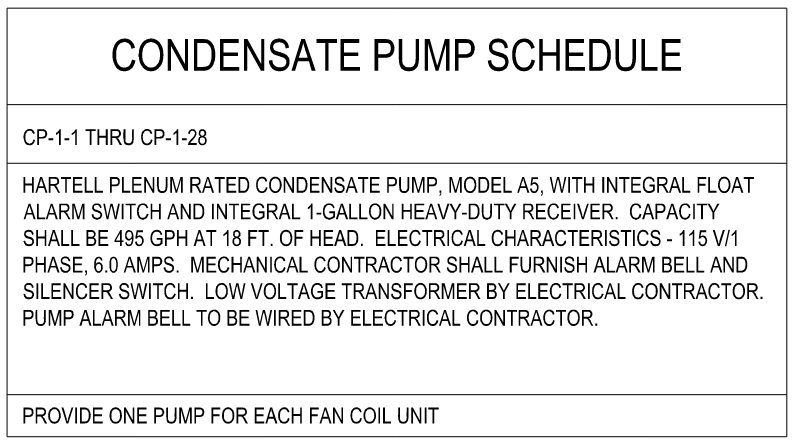 CONDENSATE PUMP SCHEDULE
CP-1-1 THRU CP-1-28
HARTELL PLENUM RATED CONDENSATE PUMP, MODEL A5, WITH INTEGRAL FLOAT
ALARM SWITCH AND INTEGRAL 1-GALLON HEAVY-DUTY RECEIVER.  CAPACITY
SHALL BE 495 GPH AT 18 FT. OF HEAD.  ELECTRICAL CHARACTERISTICS - 115 V/1
PHASE, 6.0 AMPS.  MECHANICAL CONTRACTOR SHALL FURNISH ALARM BELL AND
SILENCER SWITCH.  LOW VOLTAGE TRANSFORMER BY ELECTRICAL CONTRACTOR.
PUMP ALARM BELL TO BE WIRED BY ELECTRICAL CONTRACTOR.
PROVIDE ONE PUMP FOR EACH FAN COIL UNIT